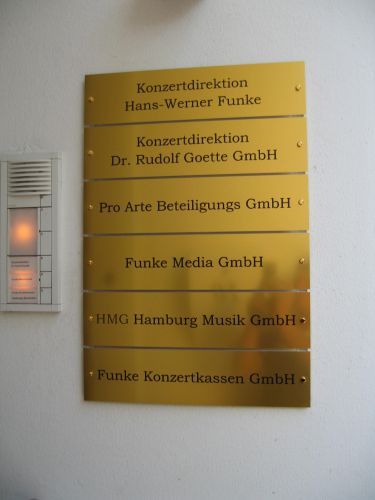 Konzertdirektion
Hans-Werner Funke
Konzertdirektion
Dr. Rudolf Goette GmbH
Pro Arte Beteiligungs GmbH
Funke Media GmbH
HMG Hamburg Musik GmbH
Funke Konzertkassen GmbH